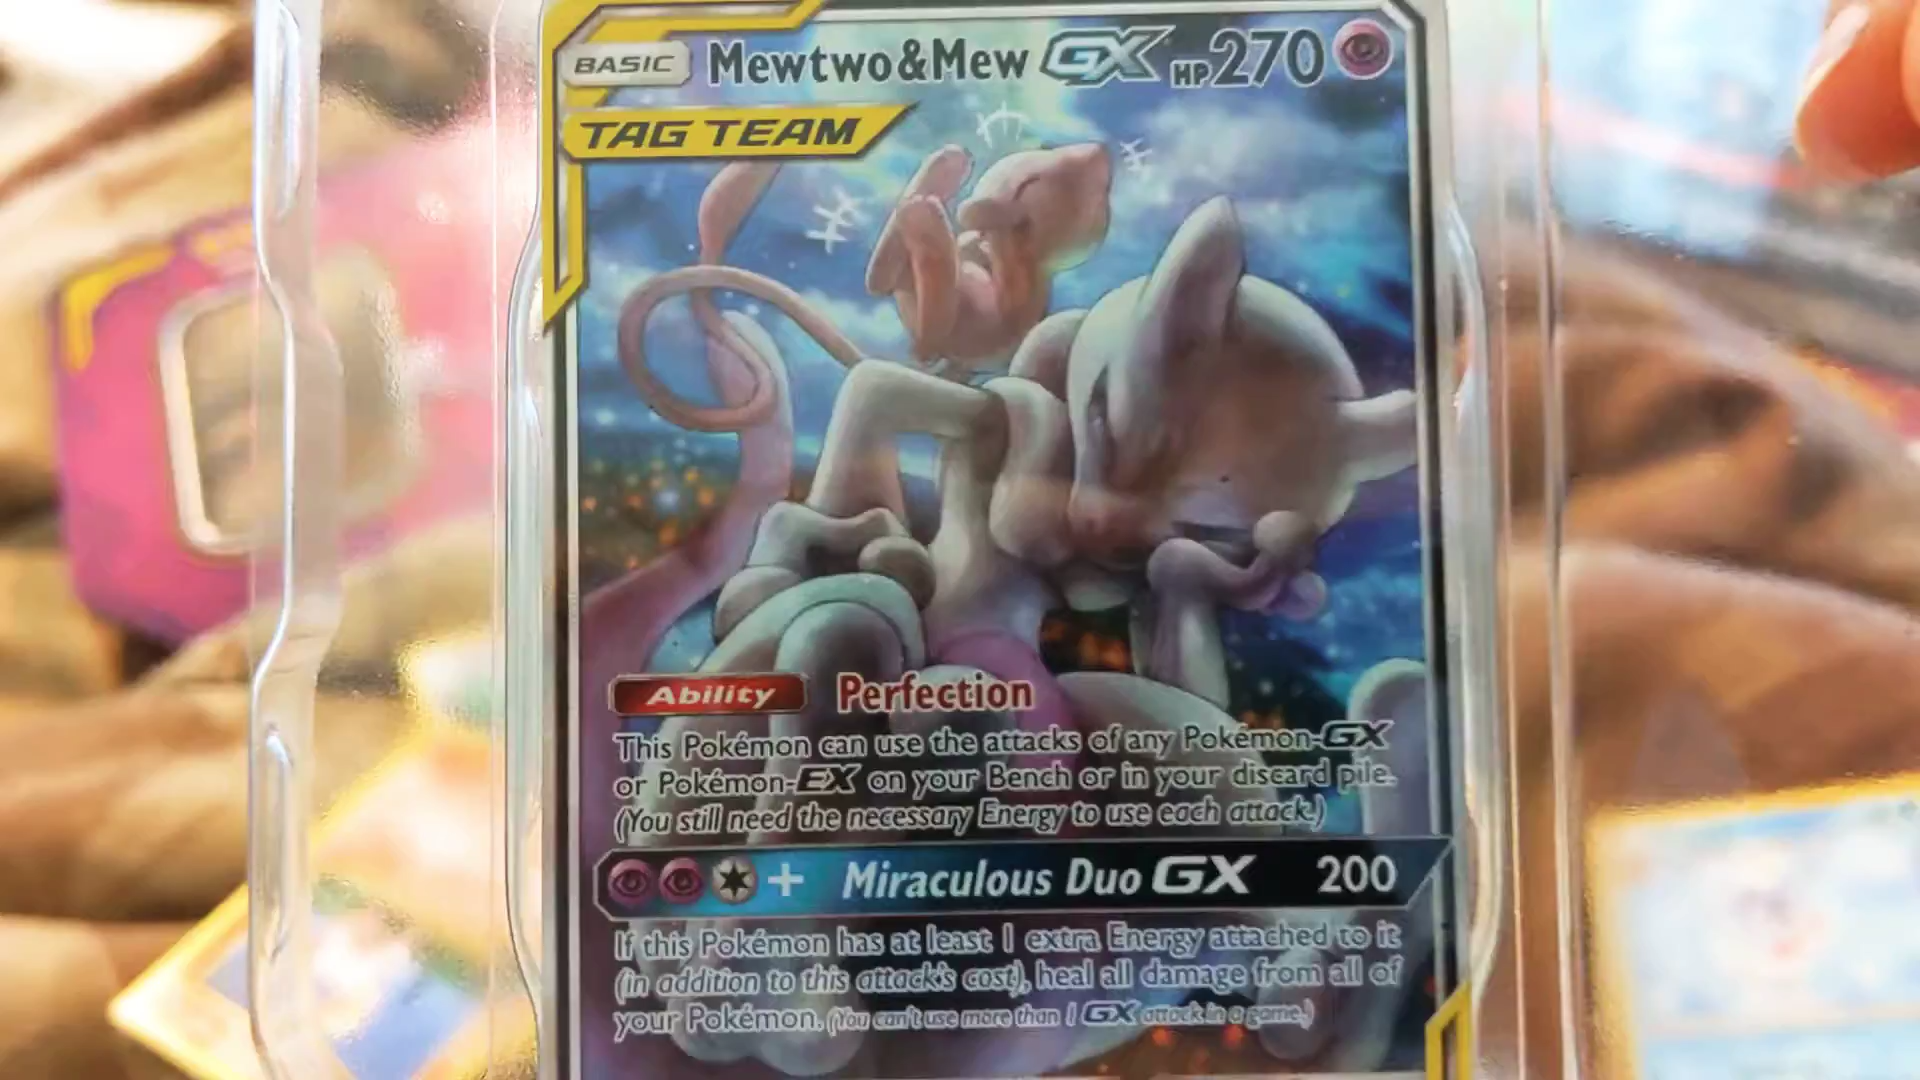 BASIC Mewtwo&Mew GX HP270
TAG TEAM
Ability Perfection
This Pokémon can use the attacks of any Pokémon-GX
or Pokémon-EX on your Bench or in your discard pile.
(You still need the necessary Energy to use each attack.)
+ Miraculous Duo GX 200
If this Pokémon has at least 1 extra Energy attached to it
(in addition to this attack's cost), heal all damage from all of
your Pokémon. (You can't use more than 1 GX attack in a game.)